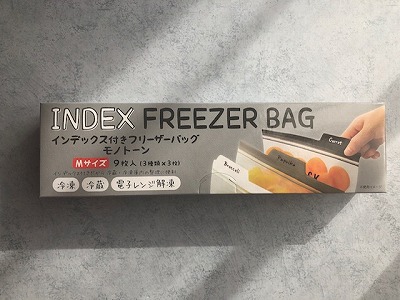 INDEX FREEZER BAG
インデックス付きフリーザーバッグ
モノトーン
Mサイズ 9枚入(3種類×3枚)
冷凍 冷蔵 電子レンジ解凍
Carrot
Paprika
Broccoli